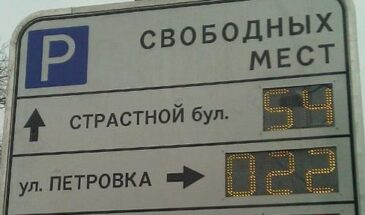 P
СВОБОДНЫХ
МЕСТ
СТРАСТНОЙ бул. 54
ул. ПЕТРОВКА 022